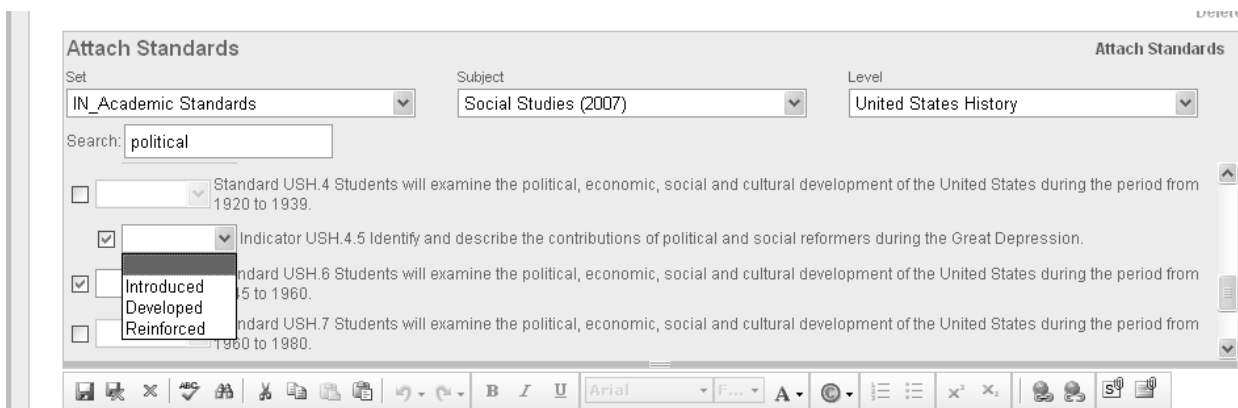 Delete
Attach Standards
Attach Standards
Set
Subject
Level
IN_Academic Standards
Social Studies (2007)
United States History
Search: political
Standard USH.4 Students will examine the political, economic, social and cultural development of the United States during the period from
1920 to 1939.
Indicator USH.4.5 Identify and describe the contributions of political and social reformers during the Great Depression.
ndard USH.6 Students will examine the political, economic, social and cultural development of the United States during the period from
Introduced
45 to 1960.
Developed
Reinforced
ndard USH.7 Students will examine the political, economic, social and cultural development of the United States during the period from
1960 to 1980.
ABC
B I U Arial F... A © x² x₂ S